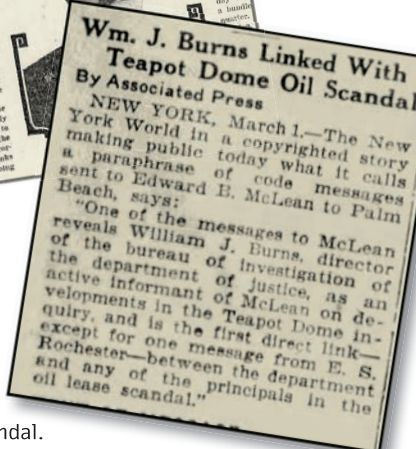 Wm. J. Burns Linked With
Teapot Dome Oil Scandal
By Associated Press
NEW YORK, March 1.—The New
York World in a copyrighted story
making public today what it calls
a paraphrase of code messages
sent to Edward B. McLean to Palm
Beach, says:
"One of the messages to McLean
reveals William J. Burns, director
of the bureau of investigation of
the department of justice, as an
active informant of McLean on de-
velopments in the Teapot Dome in-
quiry, and is the first direct link—
except for one message from E. S.
Rochester—between the department
and any of the principals in the
oil lease scandal."
ndal.